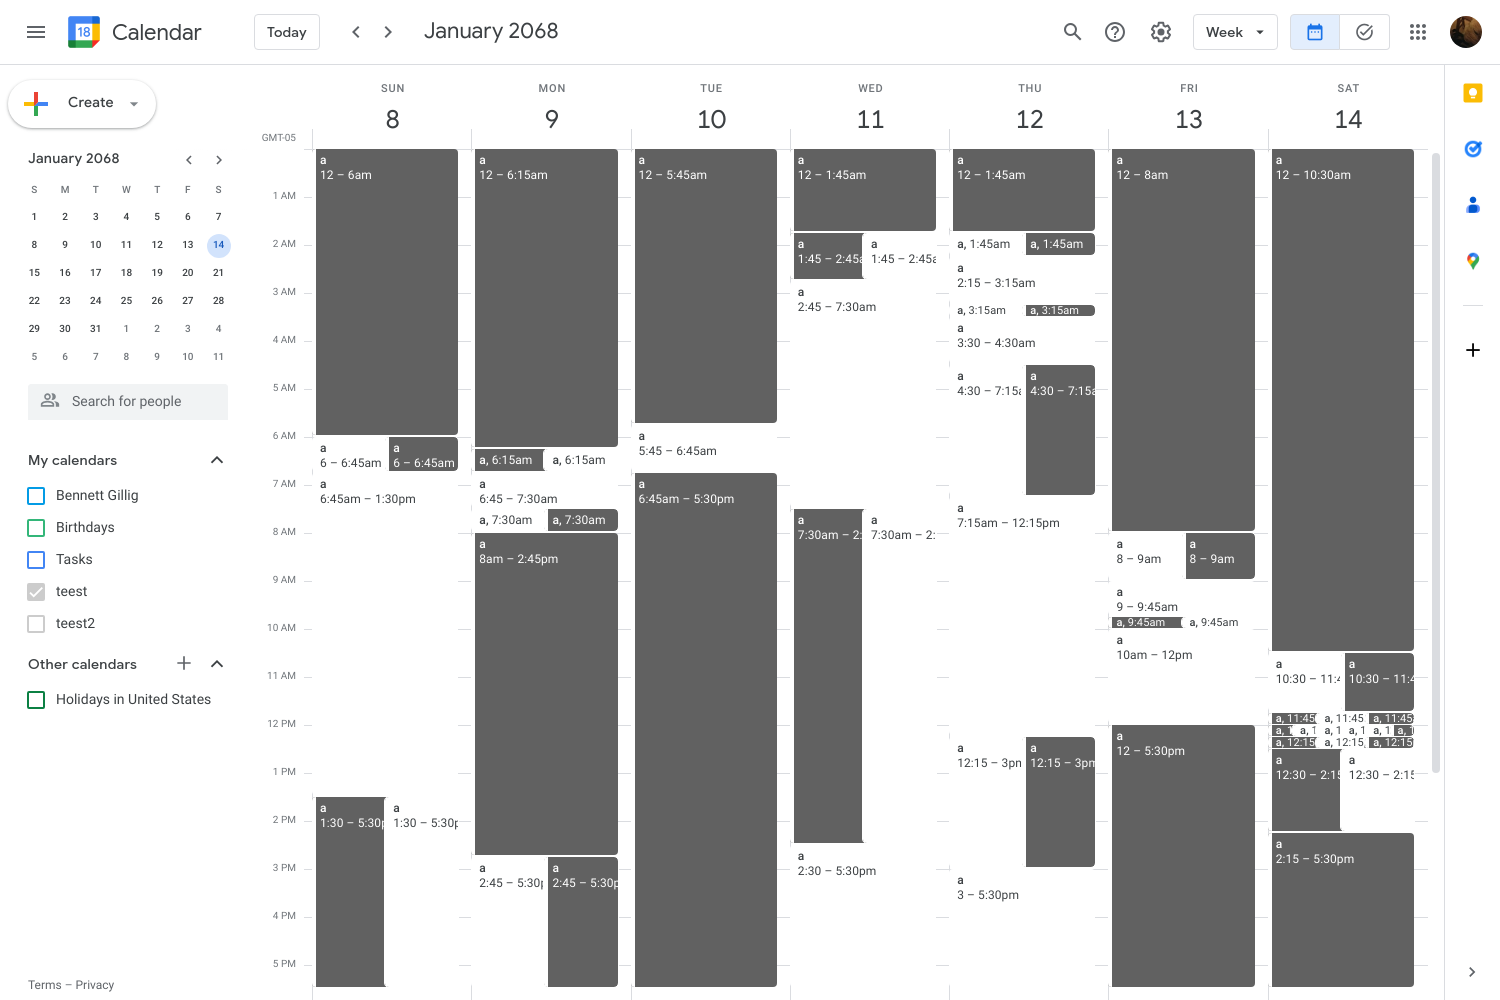 18 Calendar
Today
January 2068
Week
Create
January 2068
S M T W T F S
1 2 3 4 5 6 7
8 9 10 11 12 13 14
15 16 17 18 19 20 21
22 23 24 25 26 27 28
29 30 31 1 2 3 4
5 6 7 8 9 10 11
Search for people
My calendars
Bennett Gillig
Birthdays
Tasks
teest
teest2
Other calendars
Holidays in United States
Terms – Privacy
SUN MON TUE WED THU FRI SAT
8 9 10 11 12 13 14
GMT-05
1 AM
2 AM
3 AM
4 AM
5 AM
6 AM
7 AM
8 AM
9 AM
10 AM
11 AM
12 PM
1 PM
2 PM
3 PM
4 PM
5 PM
a
12 – 6am
a
6 – 6:45am
a
6 – 6:45am
a
6:45am – 1:30pm
a
1:30 – 5:30p
a
1:30 – 5:30p
a
12 – 6:15am
a, 6:15am
a, 6:15am
a
6:45 – 7:30am
a, 7:30am
a, 7:30am
a
8am – 2:45pm
a
2:45 – 5:30p
a
2:45 – 5:30p
a
12 – 5:45am
a
5:45 – 6:45am
a
6:45am – 5:30pm
a
12 – 1:45am
a
1:45 – 2:45a
a
1:45 – 2:45a
a
2:45 – 7:30am
a
7:30am – 2:
a
7:30am – 2:
a
2:30 – 5:30pm
a
12 – 1:45am
a, 1:45am
a, 1:45am
a
2:15 – 3:15am
a, 3:15am
a, 3:15am
a
3:30 – 4:30am
a
4:30 – 7:15a
a
4:30 – 7:15a
a
7:15am – 12:15pm
a
12:15 – 3pm
a
12:15 – 3pm
a
3 – 5:30pm
a
12 – 8am
a
8 – 9am
a
8 – 9am
a
9 – 9:45am
a, 9:45am
a, 9:45am
a
10am – 12pm
a
12 – 5:30pm
a
12 – 10:30am
a
10:30 – 11:4
a
10:30 – 11:4
a, 11:45
a, 11:45
a, 11:45
a, 1
a, 1
a, 1
a, 1
a, 1
a, 1
a, 12:15
a, 12:15
a, 12:15
a
12:30 – 2:15
a
12:30 – 2:15
a
2:15 – 5:30pm